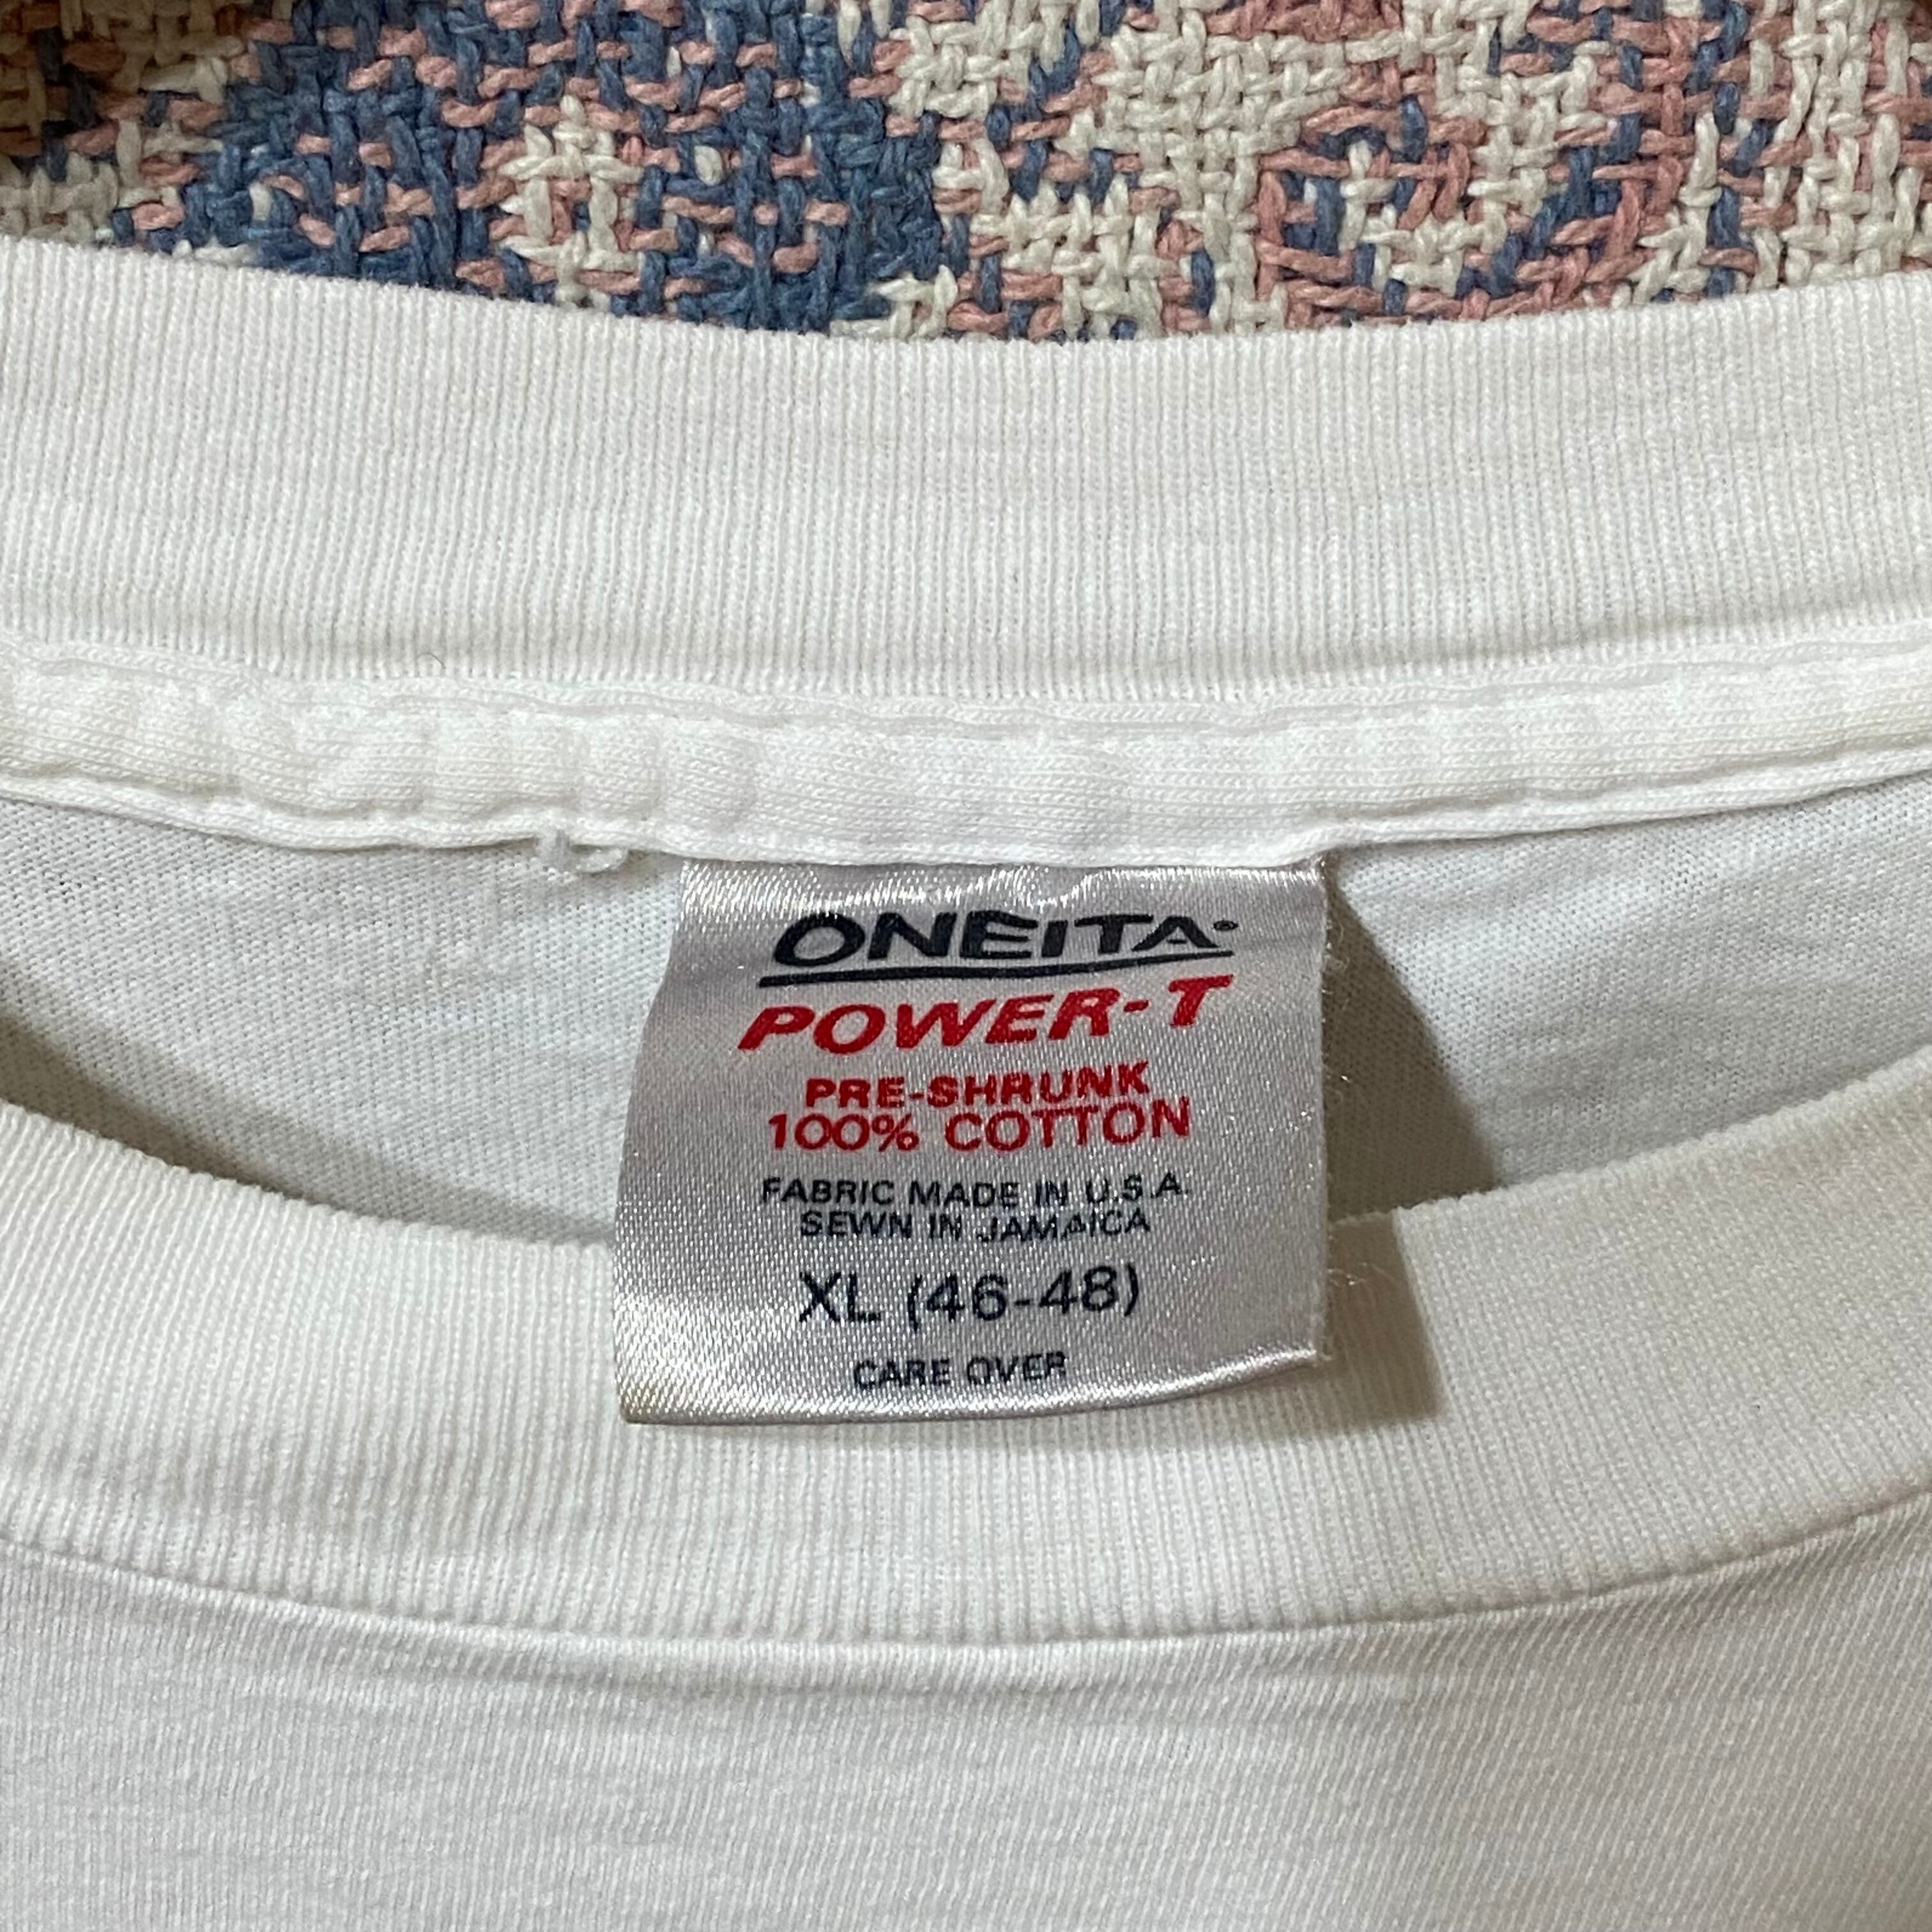 ONEITA
POWER-T
PRE-SHRUNK
100% COTTON
FABRIC MADE IN U.S.A.
SEWN IN JAMAICA
XL (46-48)
CARE OVER